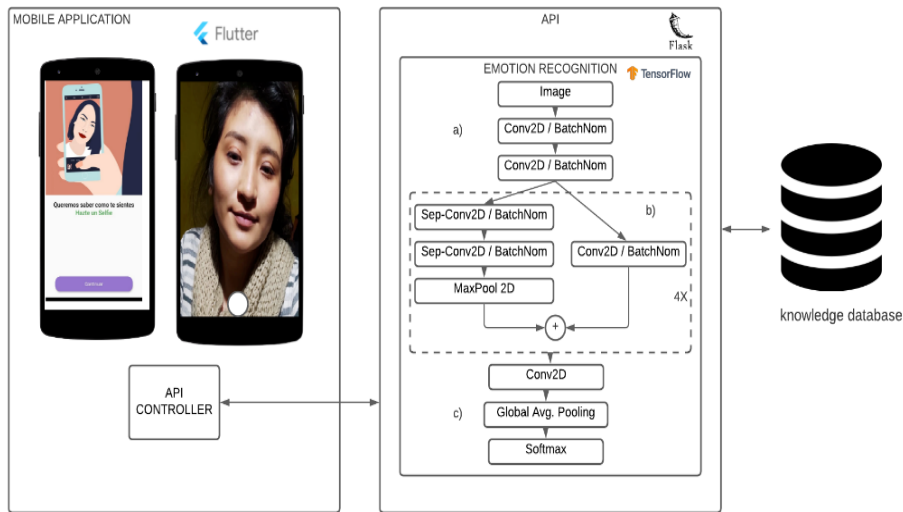 MOBILE APPLICATION
Flutter
Queremos saber como te sientes
Hazte un Selfie
API
CONTROLLER
API
Flask
EMOTION RECOGNITION
TensorFlow
Image
a)
Conv2D / BatchNom
Conv2D / BatchNom
b)
Sep-Conv2D / BatchNom
Sep-Conv2D / BatchNom
Conv2D / BatchNom
MaxPool 2D
4X
+
Conv2D
c)
Global Avg. Pooling
Softmax
knowledge database